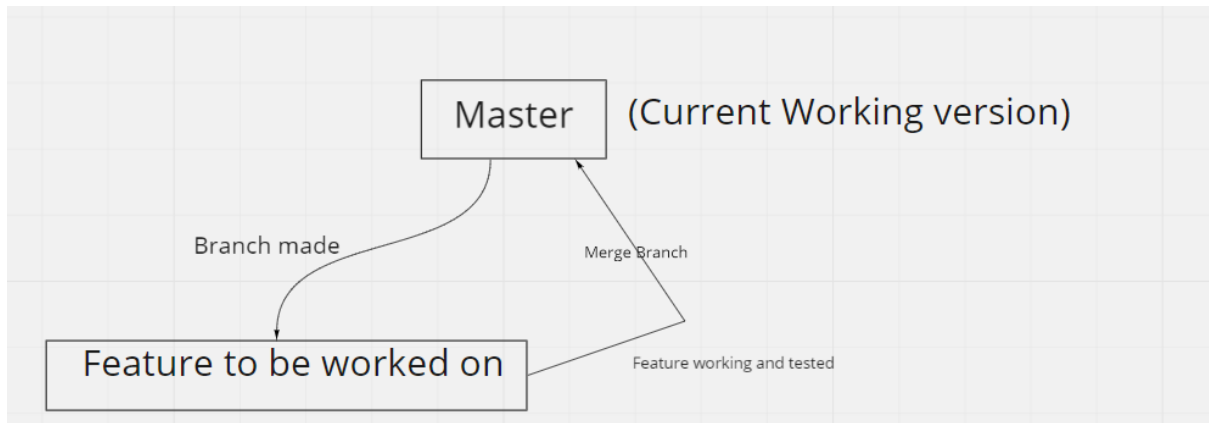 Master
(Current Working version)
Branch made
Merge Branch
Feature to be worked on
Feature working and tested